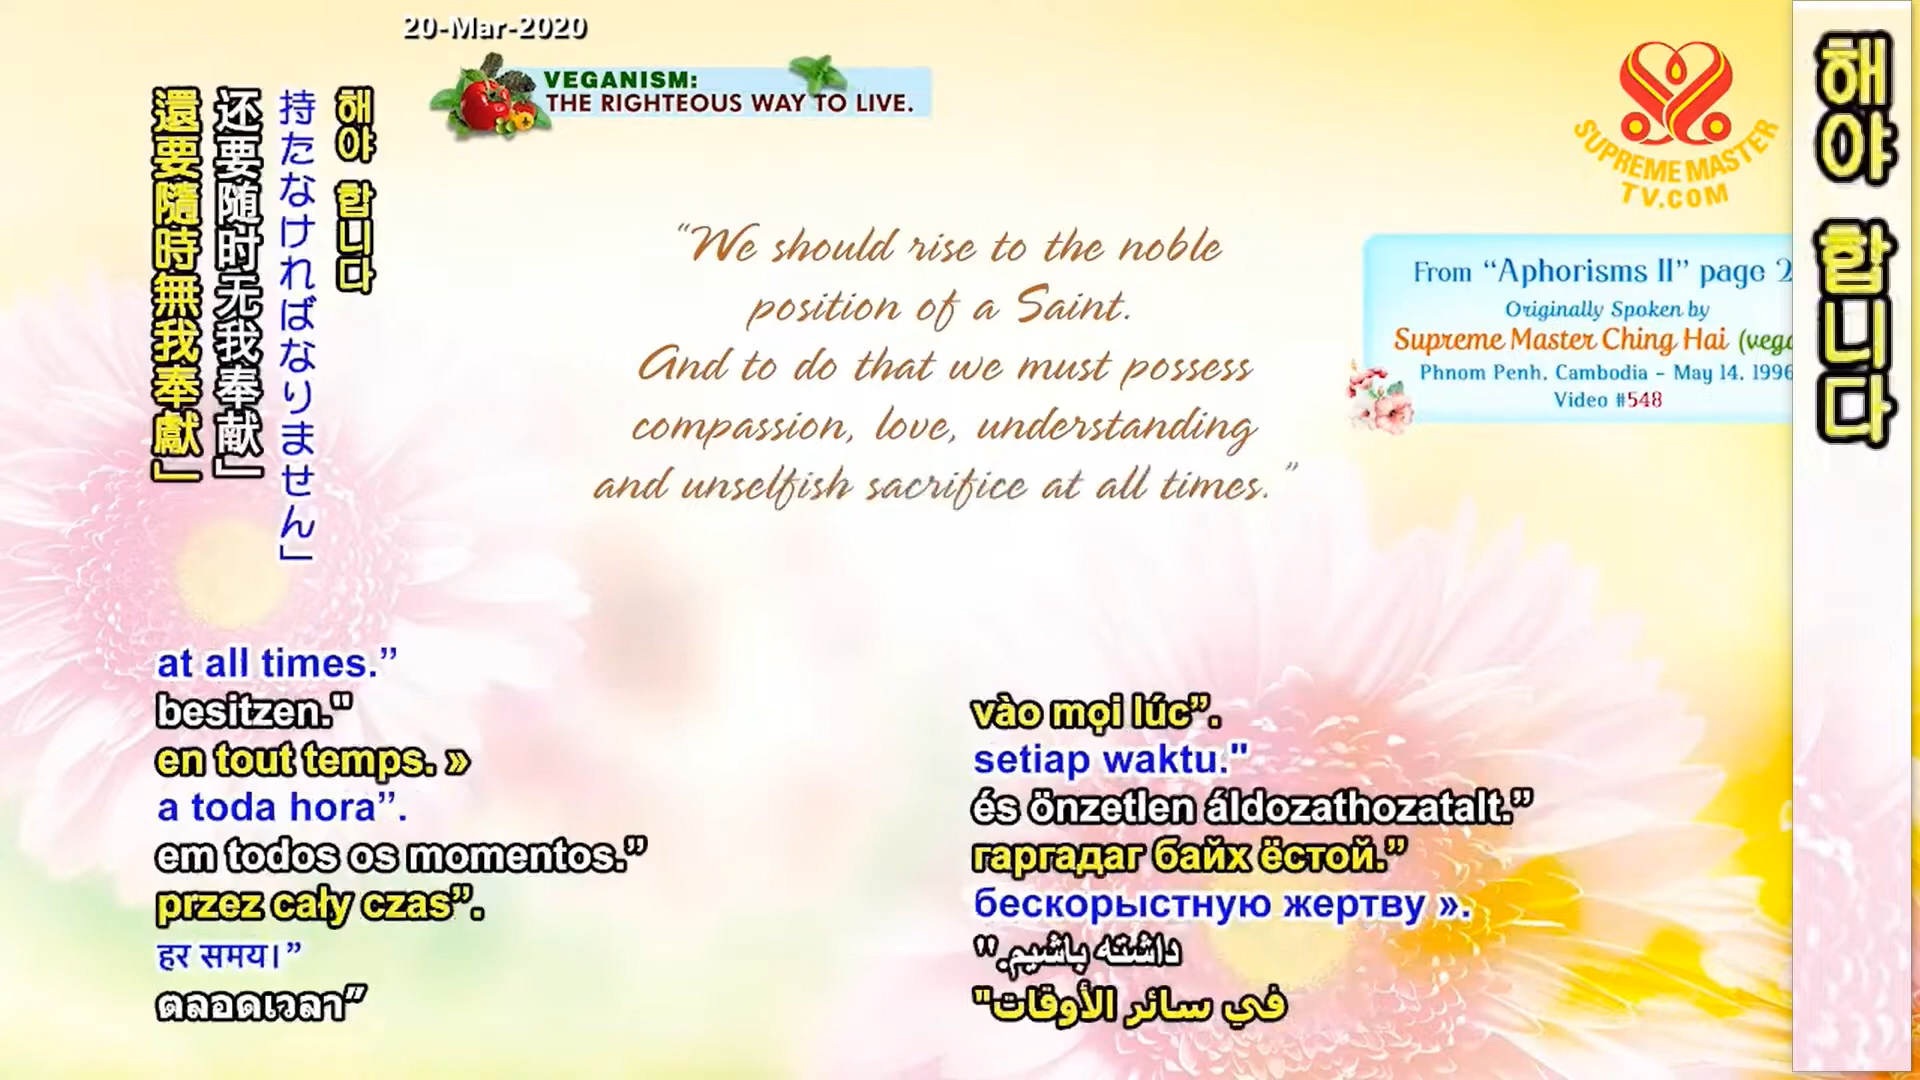 20-Mar-2020
VEGANISM:
THE RIGHTEOUS WAY TO LIVE.
SUPREME MASTER
TV.COM
해야 합니다
持たなければなりません」
还要随时无我奉献」
還要隨時無我奉獻」
“We should rise to the noble
position of a Saint.
And to do that we must possess
compassion, love, understanding
and unselfish sacrifice at all times.”
From “Aphorisms II” page 2
Originally Spoken by
Supreme Master Ching Hai (vega
Phnom Penh, Cambodia – May 14, 1996
Video #548
해야 합니다
at all times.”
besitzen."
en tout temps. »
a toda hora”.
em todos os momentos.”
przez cały czas”.
हर समय।”
ตลอดเวลา”
vào mọi lúc”.
setiap waktu."
és önzetlen áldozathozatalt.”
гаргадаг байх ёстой.”
бескорыстную жертву ».
داشته باشیم."
في سائر الأوقات"